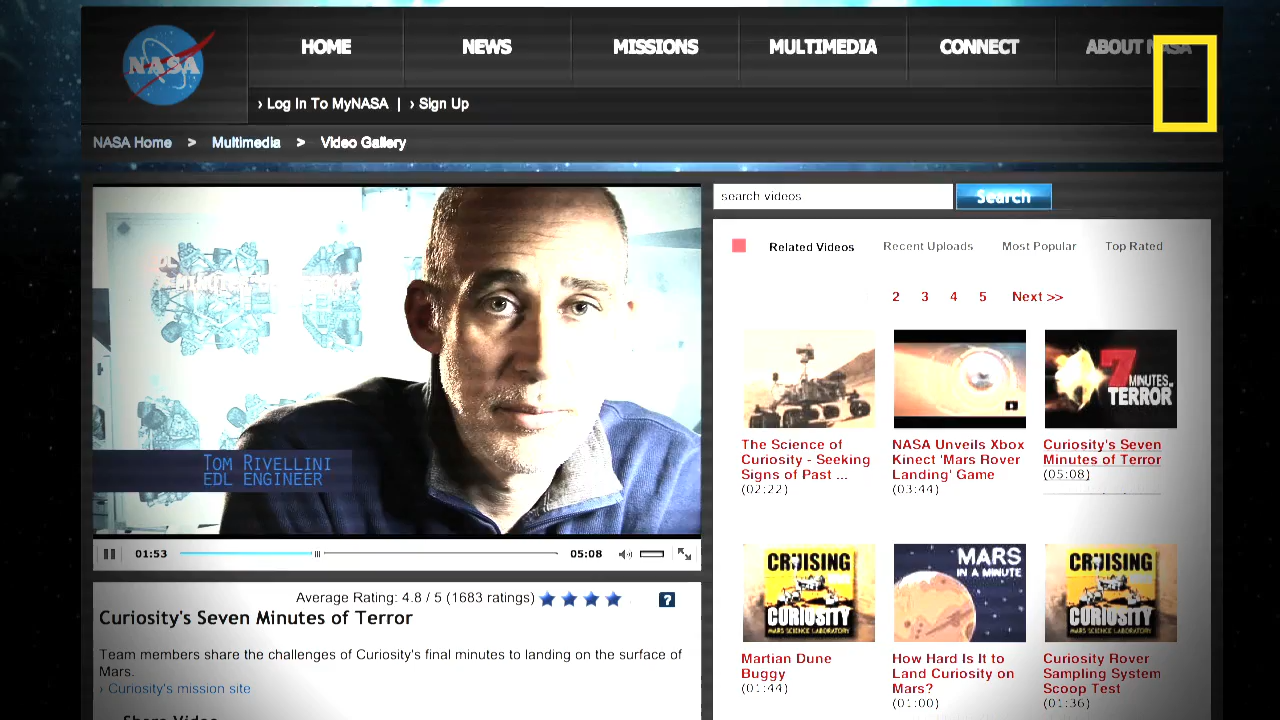 NASA
HOME
NEWS
MISSIONS
MULTIMEDIA
CONNECT
ABOUT NASA
› Log In To MyNASA | › Sign Up
NASA Home > Multimedia > Video Gallery
search videos
Search
Related Videos
Recent Uploads
Most Popular
Top Rated
2 3 4 5 Next >>
TOM RIVELLINI
EDL ENGINEER
01:53
05:08
7
MINUTES OF
TERROR
The Science of
Curiosity - Seeking
Signs of Past ...
(02:22)
NASA Unveils Xbox
Kinect 'Mars Rover
Landing' Game
(03:44)
Curiosity's Seven
Minutes of Terror
(05:08)
CRUISING
CURIOSITY
MARS SCIENCE LABORATORY
MARS
IN A MINUTE
CRUISING
CURIOSITY
MARS SCIENCE LABORATORY
Martian Dune
Buggy
(01:44)
How Hard Is It to
Land Curiosity on
Mars?
(01:00)
Curiosity Rover
Sampling System
Scoop Test
(01:36)
Average Rating: 4.8 / 5 (1683 ratings)
?
Curiosity's Seven Minutes of Terror
Team members share the challenges of Curiosity's final minutes to landing on the surface of
Mars.
› Curiosity's mission site
Share Video